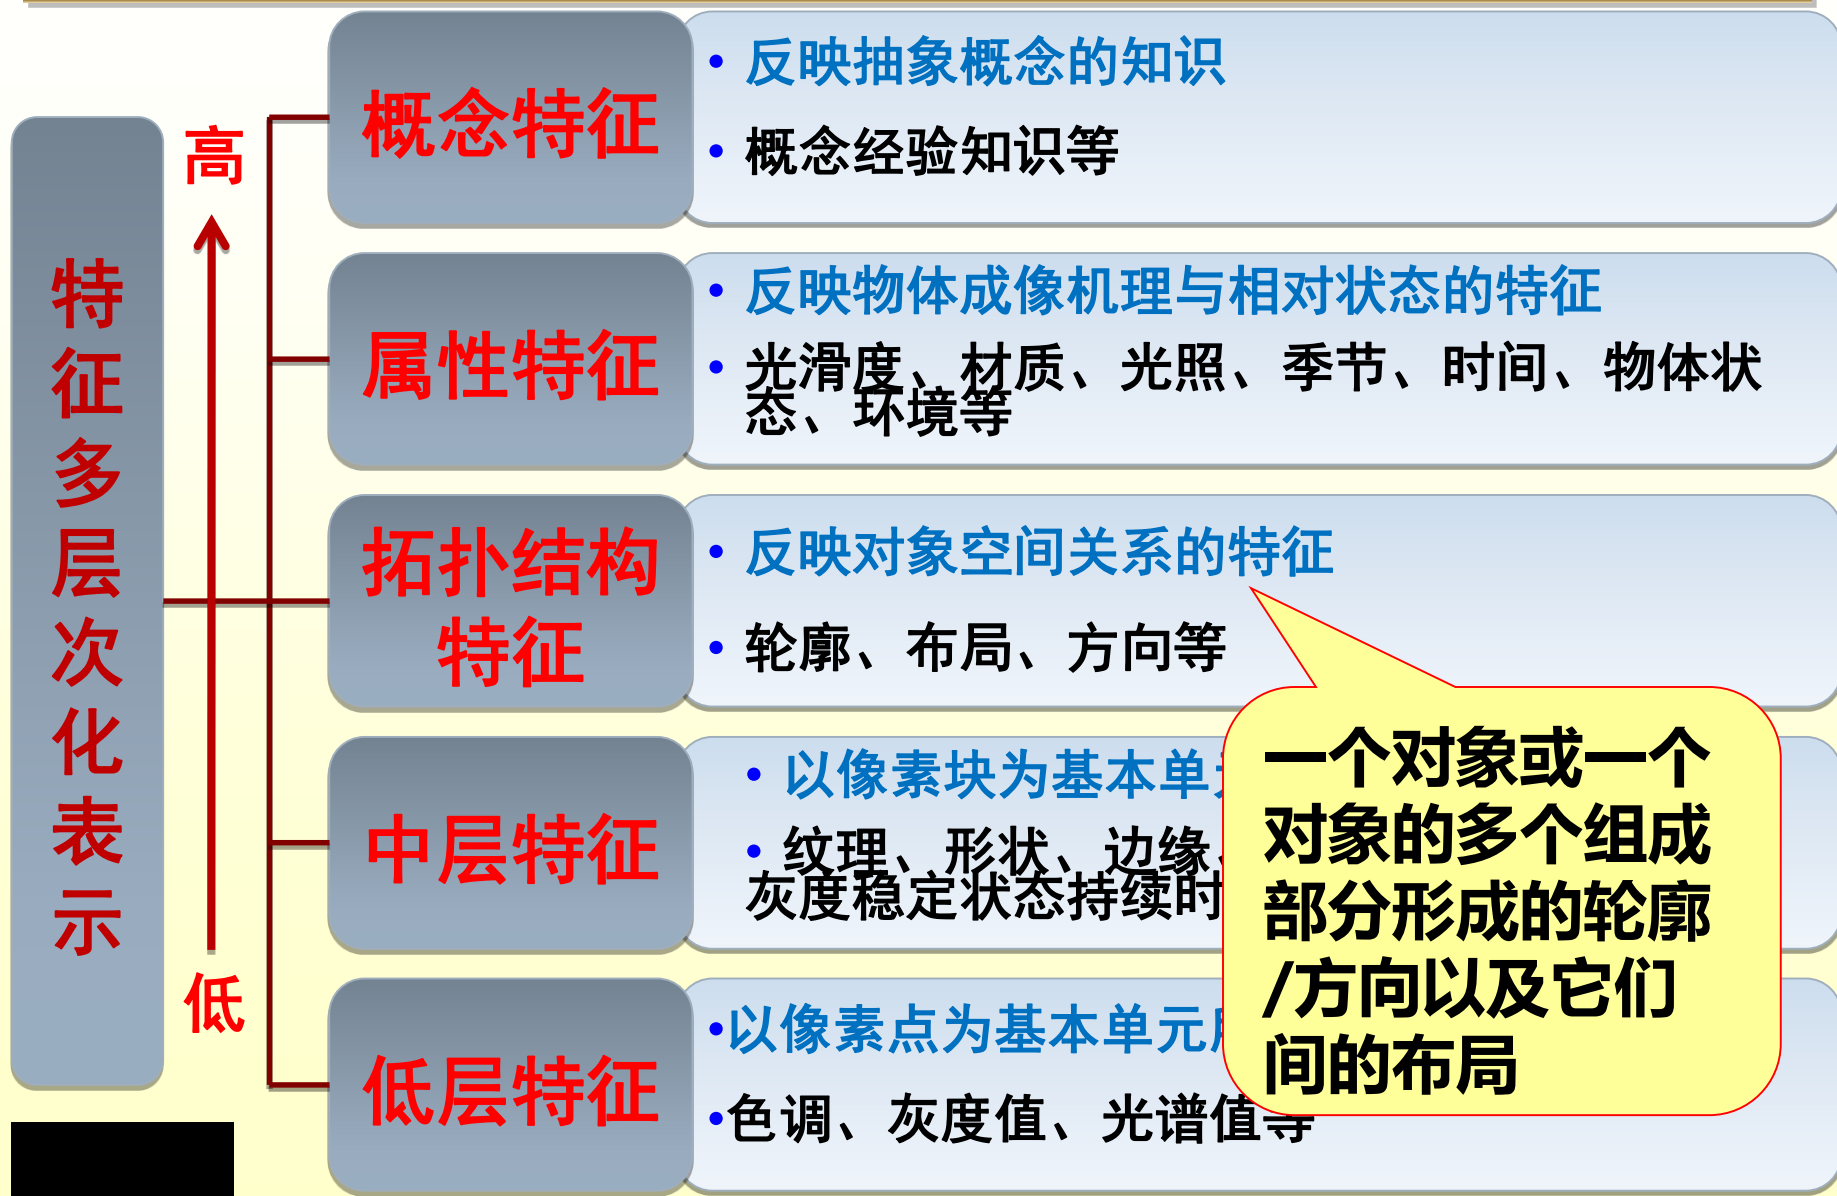 特征多层次化表示
高
低
概念特征
反映抽象概念的知识
概念经验知识等
属性特征
反映物体成像机理与相对状态的特征
光滑度、材质、光照、季节、时间、物体状
态、环境等
拓扑结构
特征
反映对象空间关系的特征
轮廓、布局、方向等
中层特征
以像素块为基本单
纹理、形状、边缘、
灰度稳定状态持续时
低层特征
以像素点为基本单元
色调、灰度值、光谱值等
一个对象或一个
对象的多个组成
部分形成的轮廓
/方向以及它们
间的布局